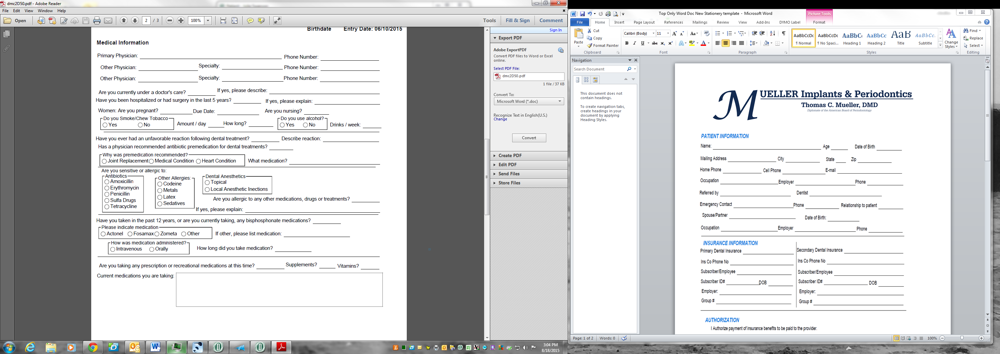 dmc2D50.pdf - Adobe Reader
File Edit View Window Help
Open 2 / 3 100% Tools Fill & Sign Comment
Birthdate Entry Date: 06/10/2015
Medical Information
Primary Physician: Phone Number:
Other Physician: Specialty: Phone Number:
Other Physician: Specialty: Phone Number:
Are you currently under a doctor's care? If yes, please describe:
Have you been hospitalized or had surgery in the last 5 years? If yes, please explain:
Women: Are you pregnant? Due Date: Are you nursing?
Do you Smoke/Chew Tobacco Do you use alcohol?
Yes No Amount / day How long? Yes No Drinks / week:
Have you ever had an unfavorable reaction following dental treatment? Describe reaction:
Has a physician recommended antibiotic premedication for dental treatments?
Why was premedication recommended?
Joint Replacement Medical Condition Heart Condition What medication?
Are you sensitive or allergic to:
Antibiotics
Amoxicillin
Erythromycin
Penicillin
Sulfa Drugs
Tetracycline
Other Allergies:
Codeine
Metals
Latex
Sedatives
Dental Anesthetics
Topical
Local Anesthetic Inections
Are you allergic to any other medications, drugs or treatments?
If yes, please explain:
Have you taken in the past 12 years, or are you currently taking, any bisphosphonate medications?
Please indicate medication
Actonel Fosamax Zometa Other If other, please list medication:
How was medication administered?
Intravenous Orally How long did you take medication?
Are you taking any prescription or recreational medications at this time? Supplements? Vitamins?
Current medications you are taking:
Sign In
Export PDF
Adobe ExportPDF
Convert PDF files to Word or Excel
online.
Select PDF File:
dmc2D50.pdf
1 file / 37 KB
Convert To:
Microsoft Word (*.doc)
Recognize Text in English(U.S.)
Change
Convert
Create PDF
Edit PDF
Send Files
Store Files
3:04 PM
8/18/2015
Top Only Word Doc New Stationery template - Microsoft Word
Picture Tools
File Home Insert Page Layout References Mailings Review View Add-Ins DYMO Label Format
Paste
Cut
Copy
Format Painter
Clipboard
Calibri (Body) 11
Font
Paragraph
AaBbCcDc AaBbCcDc AaBbC AaBbCc AaB AaBbCc.
¶ Normal ¶ No Spaci... Heading 1 Heading 2 Title Subtitle
Change
Styles
Styles
Find
Replace
Select
Editing
Navigation
Search Document
This document does not
contain headings.
To create navigation tabs,
create headings in your
document by applying
Heading Styles.
MUELLER Implants & Periodontics
Thomas C. Mueller, DMD
Diplomate of the American Board of Periodontology
PATIENT INFORMATION
Name: Age Date of Birth
Mailing Address City State Zip
Home Phone Cell Phone E-mail
Occupation Employer Phone
Referred by Dentist
Emergency Contact Phone Relationship to patient
Spouse/Partner Date of Birth:
Occupation Employer Phone
INSURANCE INFORMATION
Primary Dental Insurance Secondary Dental Insurance
Ins Co Phone No Ins Co Phone No
Subscriber/Employee Subscriber/Employee
Subscriber ID# DOB Subscriber ID# DOB
Employer: Employer:
Group # Group #
AUTHORIZATION
I Authorize payment of insurance benefits to be paid to the provider.
Page: 1 of 2 Words: 0 100%